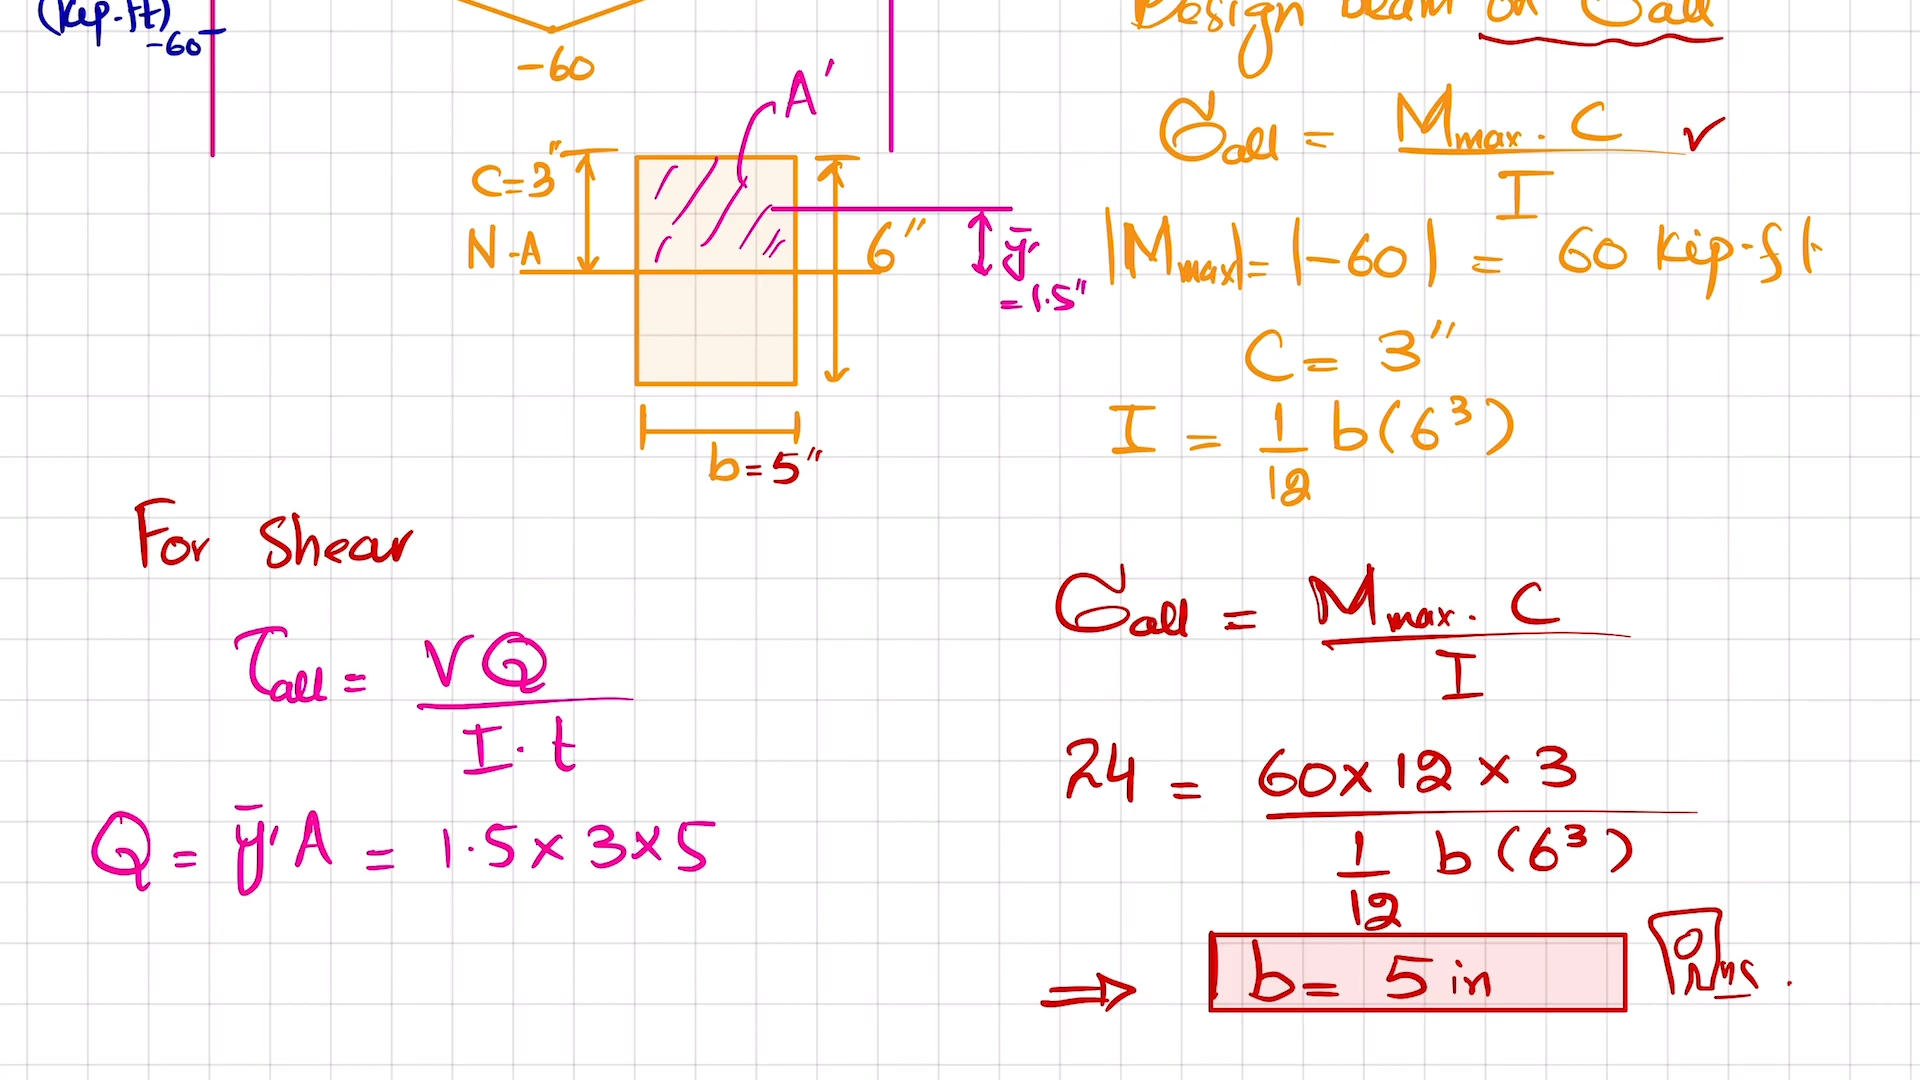 (kip.ft)
-60
-60
A'
C=3"
N-A
6"
ȳ'
=1.5"
b=5"
For Shear
τall = VQ / I.t
Q = ȳ'A = 1.5×3×5
Design beam on σall
σall = Mmax.C / I ✓
|Mmax|= |-60| = 60 kip-ft
C= 3"
I = 1/12 b(6³)
σall = Mmax. C / I
24 = 60×12×3 / 1/12 b(6³)
⇒ b= 5in